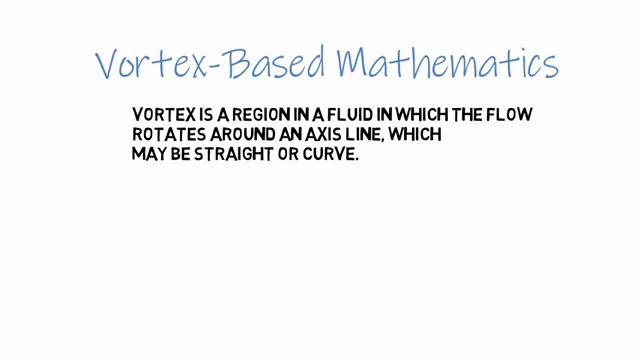 Vortex-Based Mathematics
VORTEX IS A REGION IN A FLUID IN WHICH THE FLOW
ROTATES AROUND AN AXIS LINE, WHICH
MAY BE STRAIGHT OR CURVE.